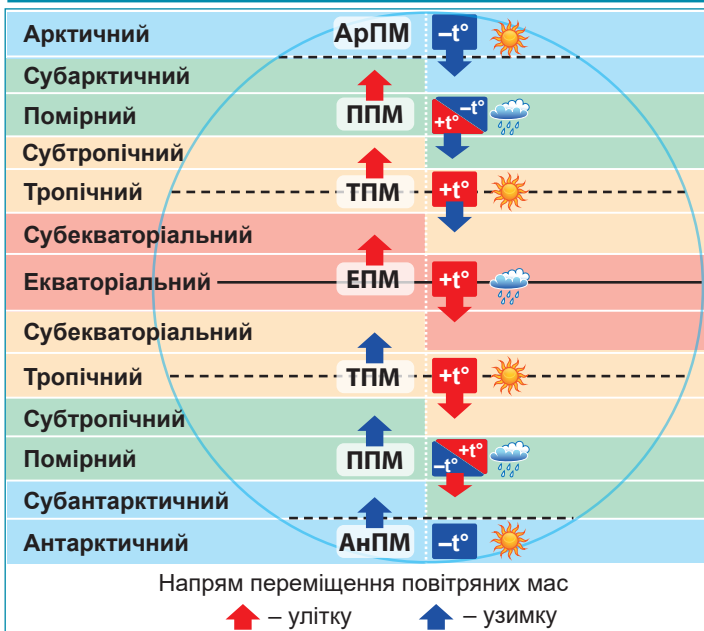 Арктичний АрПМ –t°
Субарктичний
Помірний ППМ +t° –t°
Субтропічний
Тропічний ТПМ +t°
Субекваторіальний
Екваторіальний ЕПМ +t°
Субекваторіальний
Тропічний ТПМ +t°
Субтропічний
Помірний ППМ –t° +t°
Субантарктичний
Антарктичний АнПМ –t°
Напрям переміщення повітряних мас
– улітку – узимку